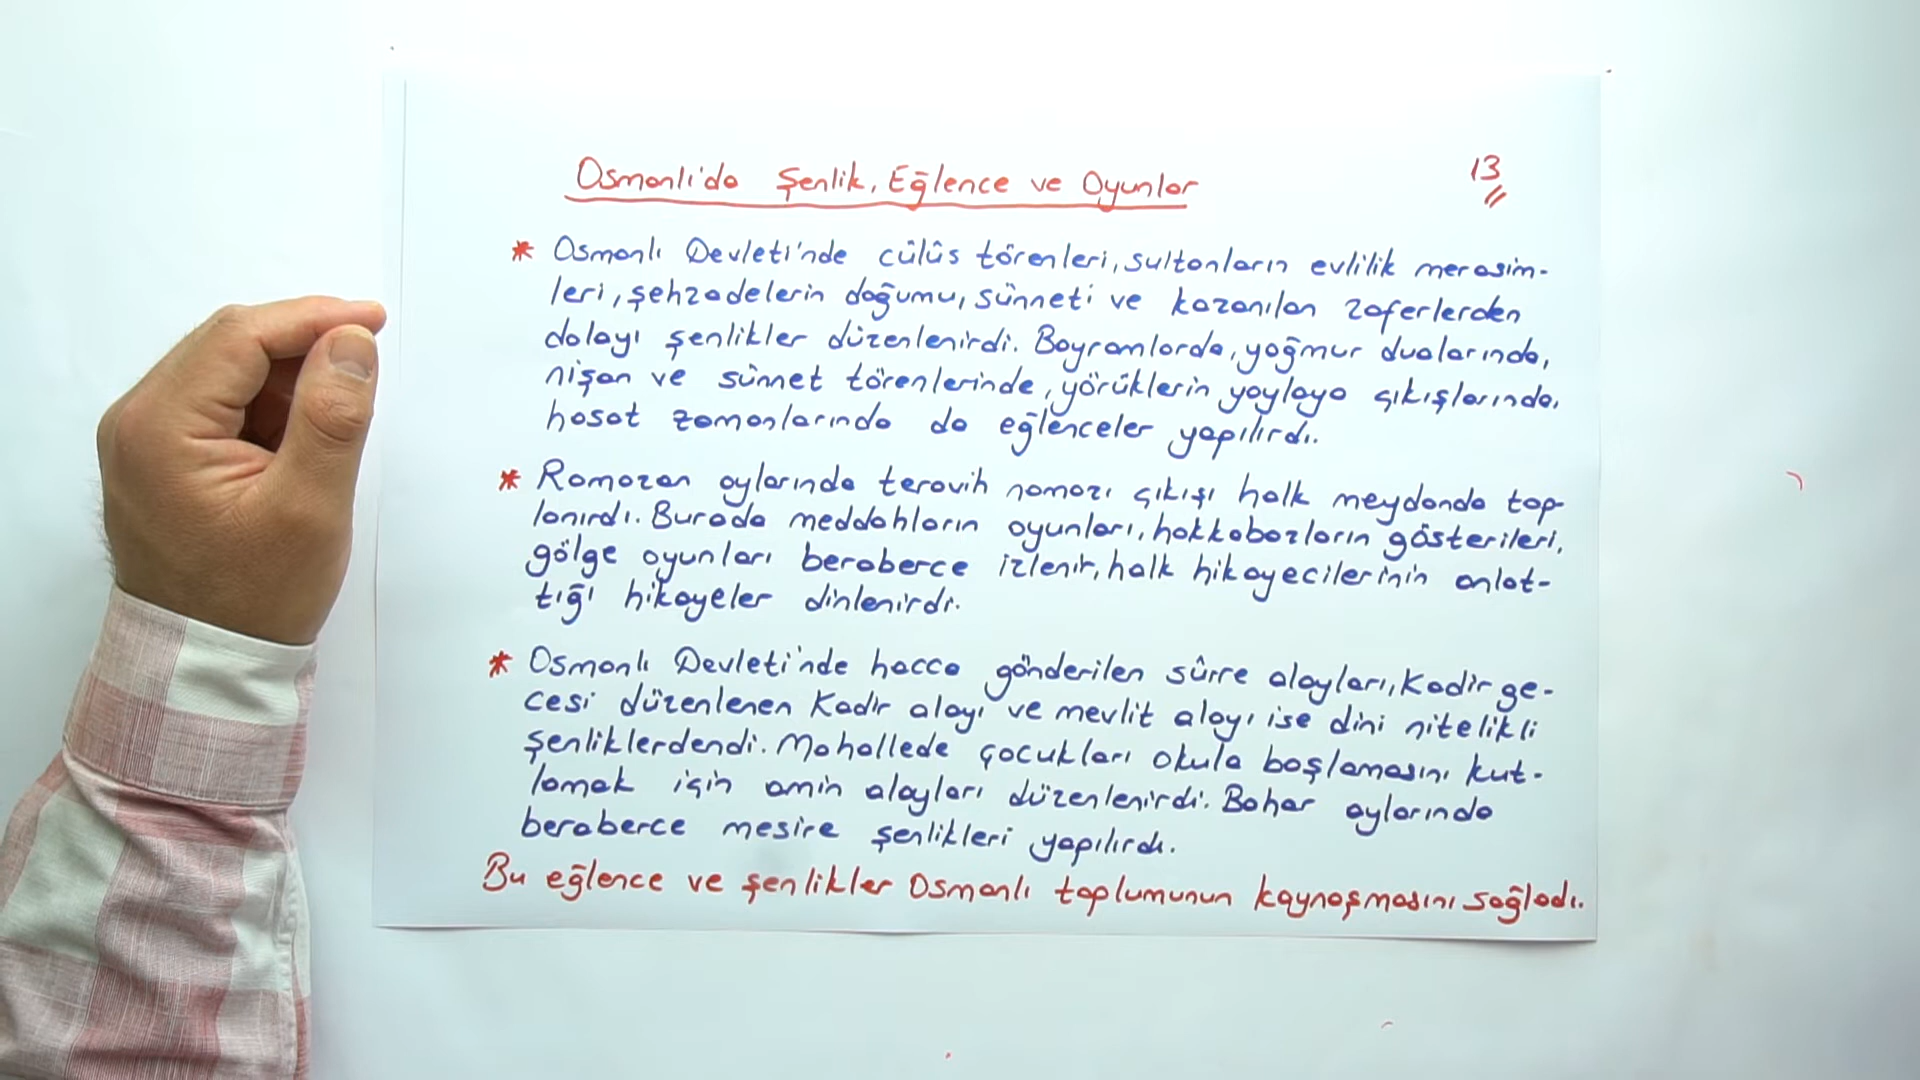 Osmanlı'da Şenlik, Eğlence ve Oyunlar
13
* Osmanlı Devleti'nde cülûs törenleri, sultanların evlilik merasim-
leri, şehzadelerin doğumu, sünneti ve kazanılan zaferlerden
dolayı şenlikler düzenlenirdi. Bayramlarda, yağmur dualarında,
nişan ve sünnet törenlerinde, yörüklerin yaylaya çıkışlarında,
hasat zamanlarında da eğlenceler yapılırdı.
* Ramazan aylarında teravih namazı çıkışı halk meydanda top-
lanırdı. Burada meddahların oyunları, hokkabazların gösterileri,
gölge oyunları beraberce izlenir, halk hikayecilerinin anlat-
tığı hikayeler dinlenirdi.
* Osmanlı Devleti'nde hacca gönderilen sûrre alayları, Kadir ge-
cesi düzenlenen Kadir alayı ve mevlit alayı ise dini nitelikli
şenliklerdendi. Mahallede çocukları okula başlamasını kut-
lamak için amin alayları düzenlenirdi. Bahar aylarında
beraberce mesire şenlikleri yapılırdı.
Bu eğlence ve şenlikler Osmanlı toplumunun kaynaşmasını sağladı.